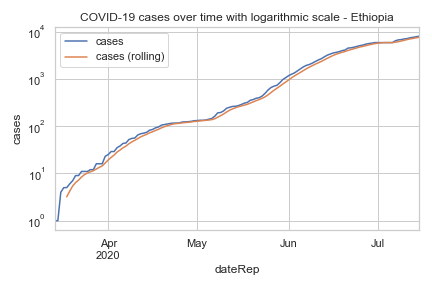 COVID-19 cases over time with logarithmic scale - Ethiopia
cases
cases (rolling)
10⁴
10³
10²
10¹
10⁰
cases
Apr
2020
May
Jun
Jul
dateRep